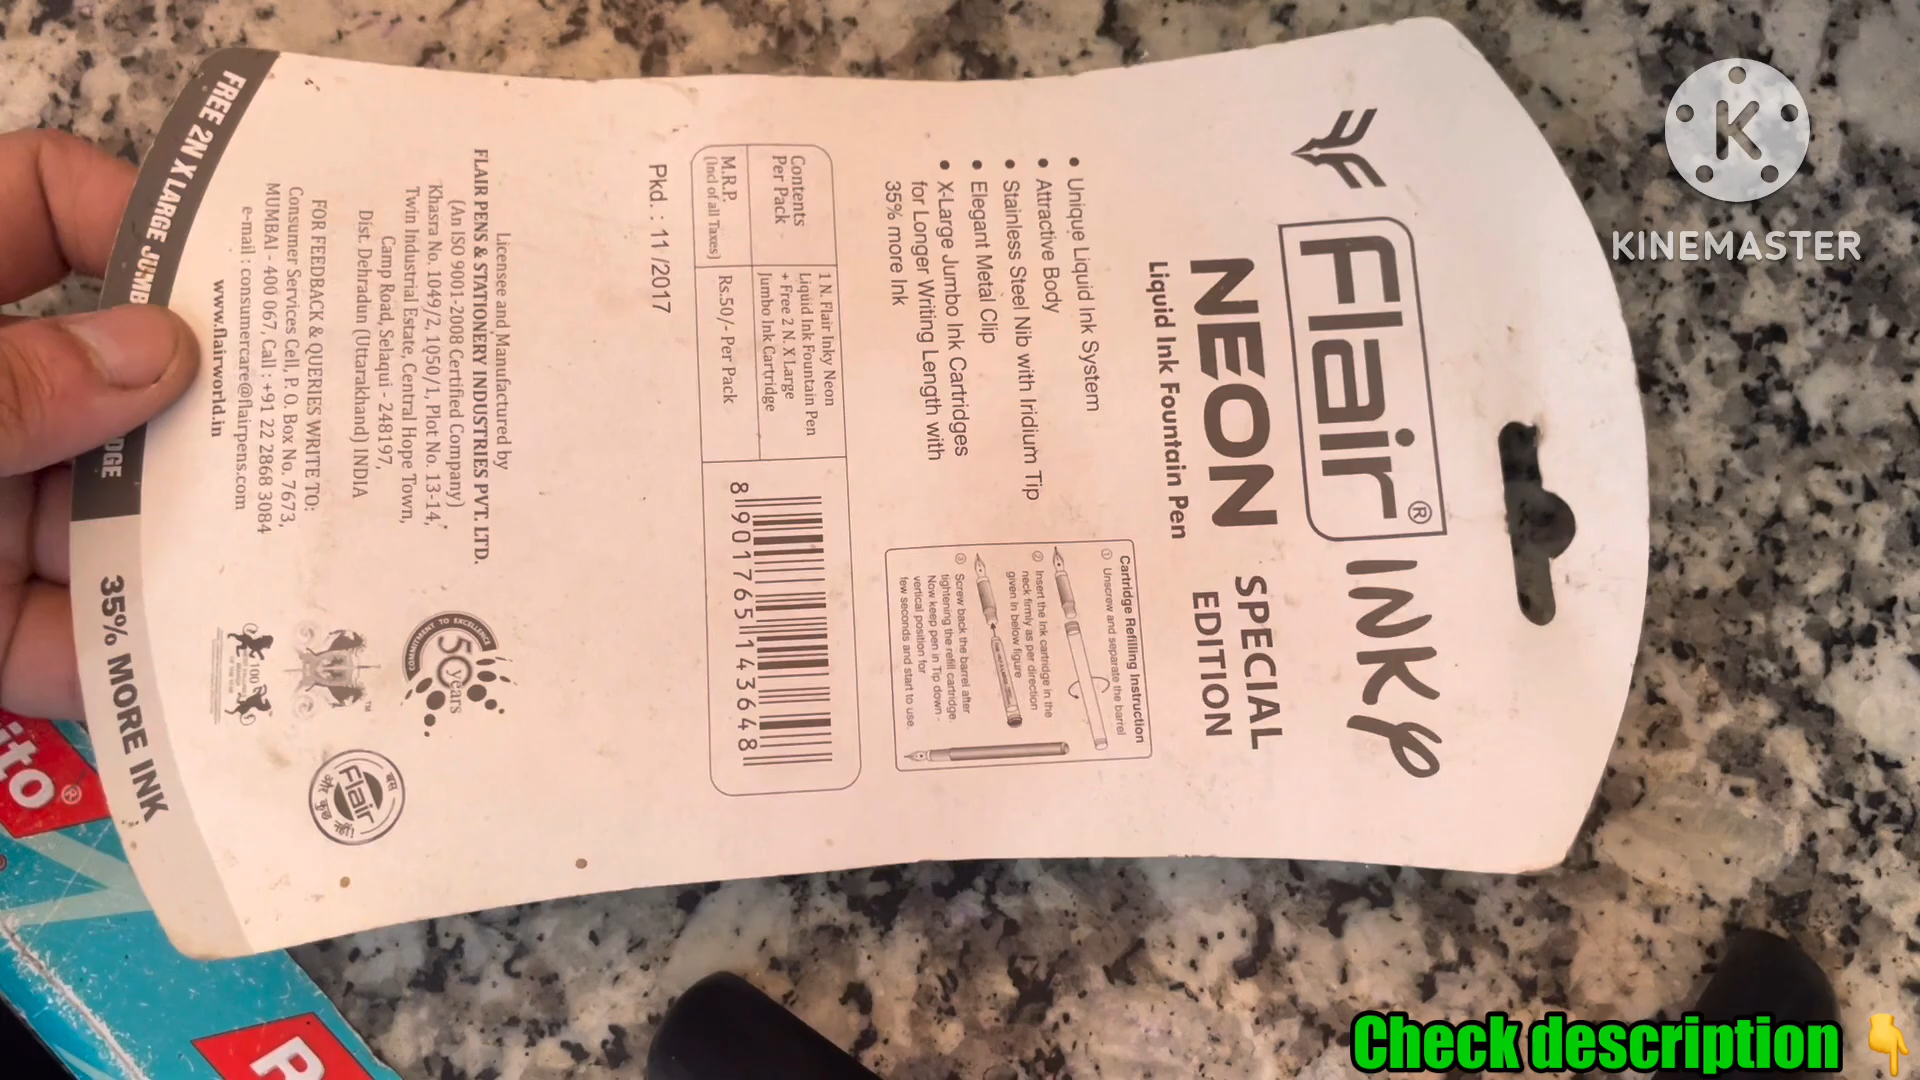 Flair® INKY
NEON SPECIAL
EDITION
Liquid Ink Fountain Pen
• Unique Liquid Ink System
• Attractive Body
• Stainless Steel Nib with Iridium Tip
• Elegant Metal Clip
• X-Large Jumbo Ink Cartridges
for Longer Writing Length with
35% more Ink
Cartridge Refilling Instruction
① Unscrew and separate the barrel
② Insert the Ink cartridge in the
neck firmly as per direction
given in below figure
③ Screw back the barrel after
tightening the refill cartridge.
Now keep pen in Tip down -
vertical position for
few seconds and start to use.
Contents
Per Pack
1 N. Flair Inky Neon
Liquid Ink Fountain Pen
+ Free 2 N. X Large
Jumbo Ink Cartridge
M.R.P.
(Incl of all Taxes)
Rs.50/- Per Pack
8 901765 143648
Pkd. : 11 /2017
Licensee and Manufactured by
FLAIR PENS & STATIONERY INDUSTRIES PVT. LTD.
(An ISO 9001-2008 Certified Company)
Khasra No. 1049/2, 1050/1, Plot No. 13-14,
Twin Industrial Estate, Central Hope Town,
Camp Road, Selaqui - 248197,
Dist. Dehradun (Uttarakhand) INDIA
FOR FEEDBACK & QUERIES WRITE TO:
Consumer Services Cell, P. O. Box No. 7673,
MUMBAI - 400 067, Call : +91 22 2868 3084
e-mail : consumercare@flairpens.com
www.flairworld.in
COMMITMENT TO EXCELLENCE
50 years
100
Flair
FREE 2N X LARGE JUMB
DGE
35% MORE INK
ito®
KINEMASTER
Check description 👇